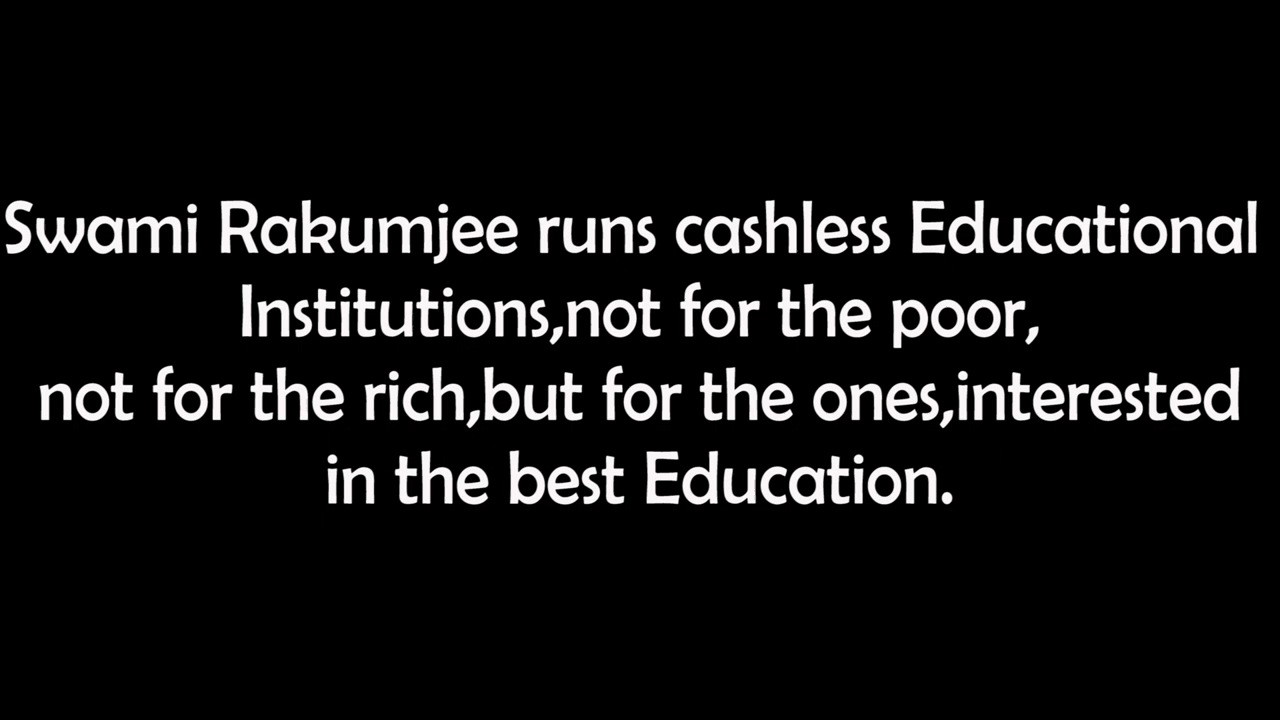 Swami Rakumjee runs cashless Educational
Institutions,not for the poor,
not for the rich,but for the ones,interested
in the best Education.